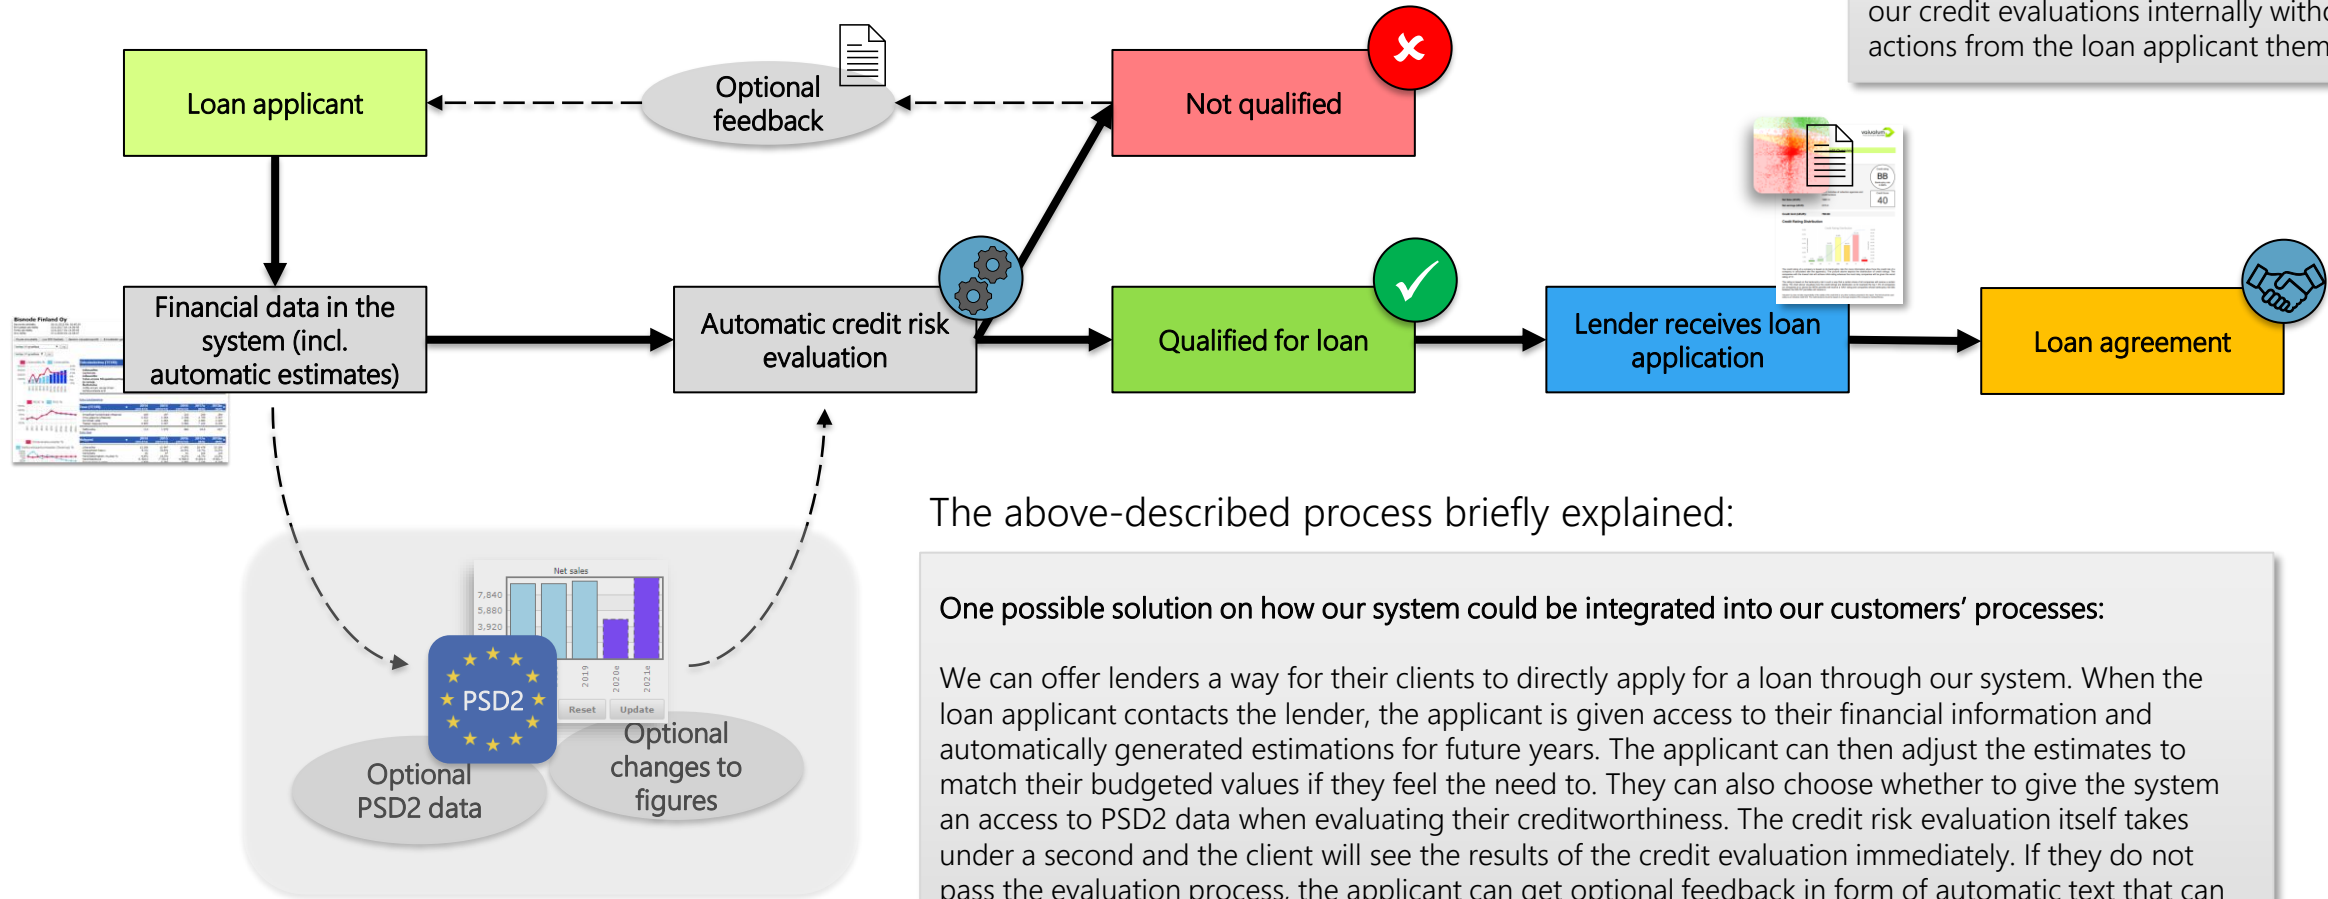 our credit evaluations internally
actions from the loan applicant
Optional
feedback
Loan applicant
Not qualified
valuatum
BB
40
Financial data in the
system (incl.
automatic estimates)
Automatic credit risk
evaluation
Qualified for loan
Lender receives loan
application
Loan agreement
Bisnode Finland Oy
Net sales
7,840
5.880
3,920
2019
2020e
2021e
Reset
Update
PSD2
Optional
PSD2 data
Optional
changes to
figures
The above-described process briefly explained:
One possible solution on how our system could be integrated into our customers’ processes:
We can offer lenders a way for their clients to directly apply for a loan through our system. When the
loan applicant contacts the lender, the applicant is given access to their financial information and
automatically generated estimations for future years. The applicant can then adjust the estimates to
match their budgeted values if they feel the need to. They can also choose whether to give the system
an access to PSD2 data when evaluating their creditworthiness. The credit risk evaluation itself takes
under a second and the client will see the results of the credit evaluation immediately. If they do not
pass the evaluation process, the applicant can get optional feedback in form of automatic text that can